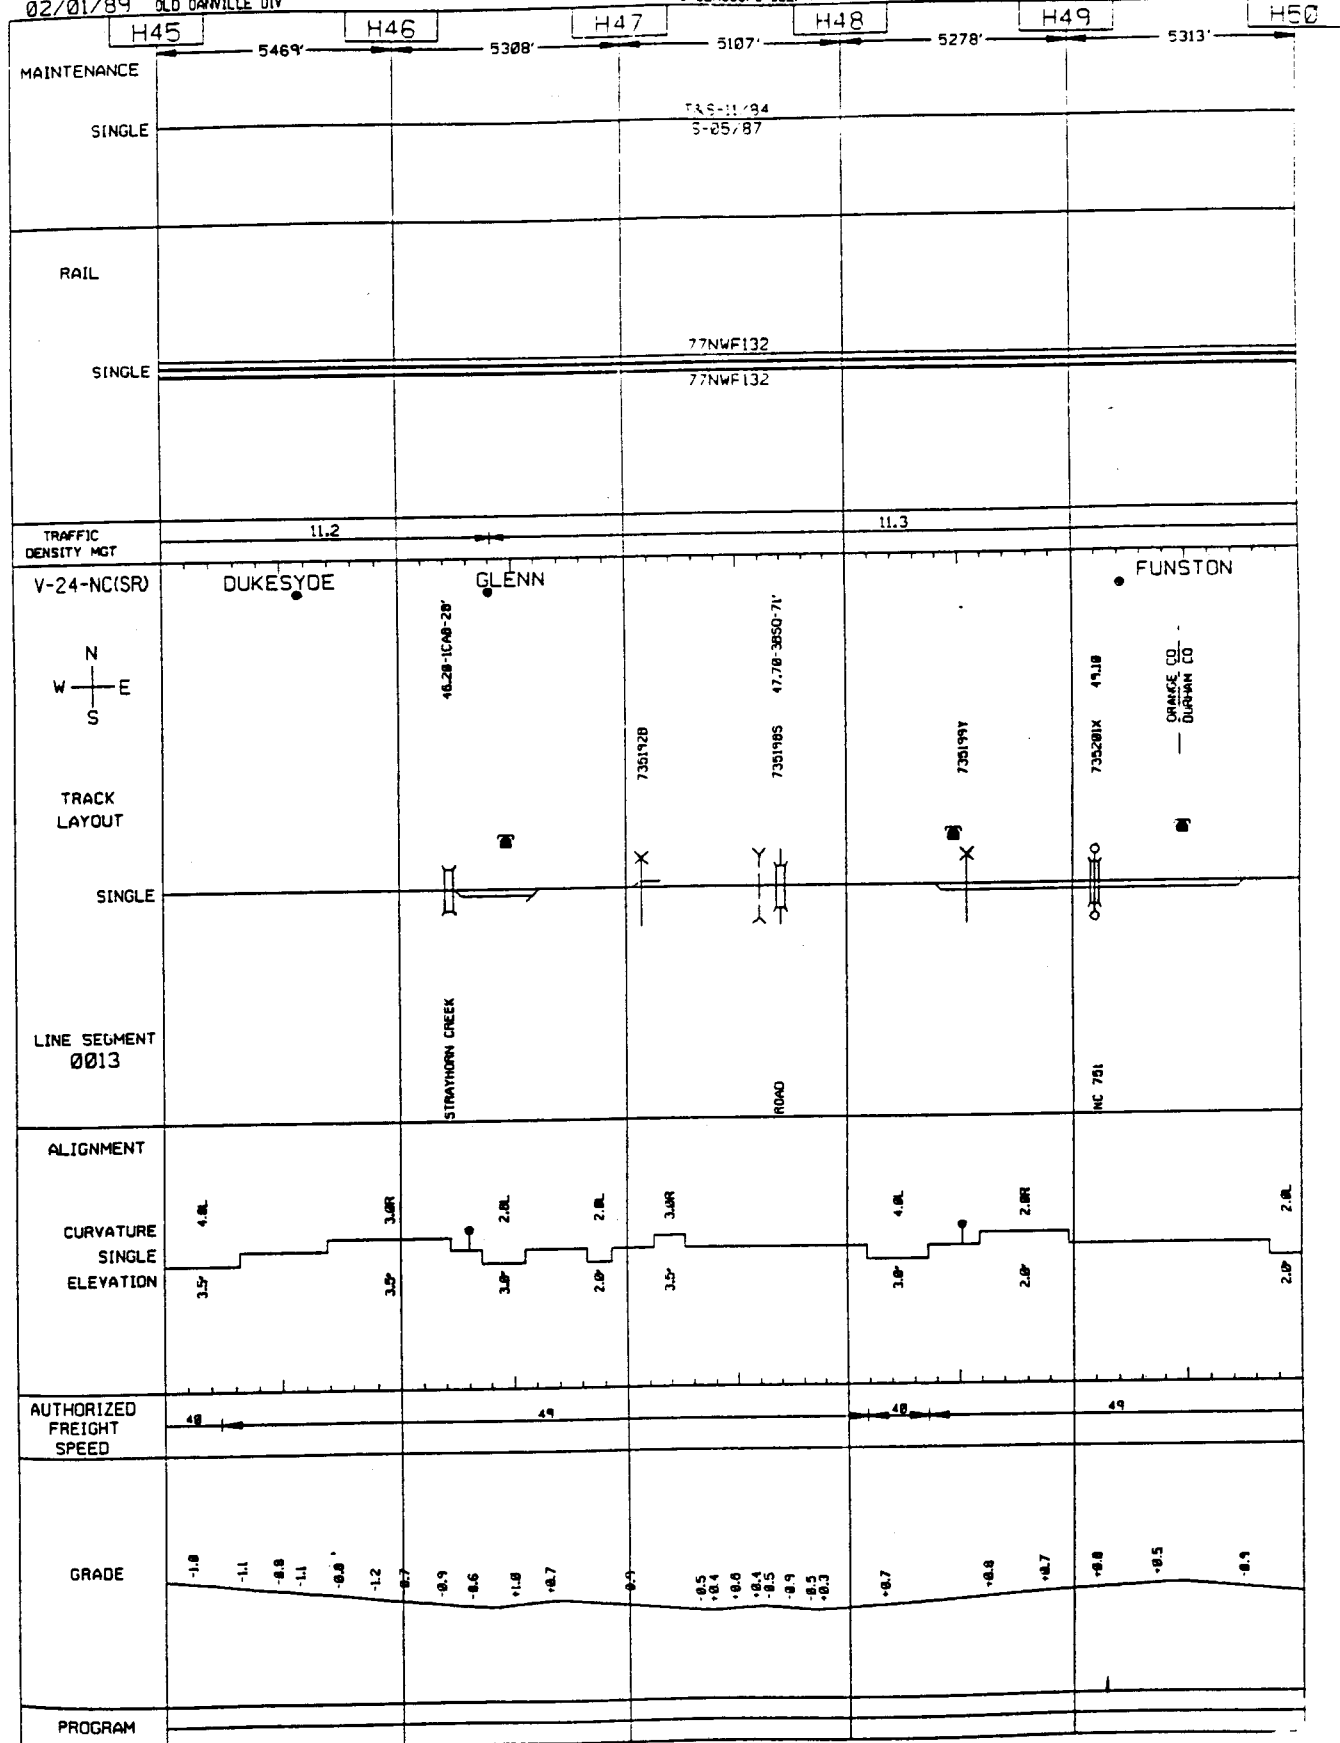 02/01/89 OLD DANVILLE DIV
H45 H46 H47 H48 H49 H50
5469' 5308' 5107' 5278' 5313'
MAINTENANCE
T&S-11/84
SINGLE
S-05/87
RAIL
77NWF132
SINGLE
77NWF132
TRAFFIC
DENSITY MGT
11.2 11.3
V-24-NC(SR)
DUKESYDE GLENN FUNSTON
N
W E
S
46.20-1CAB-28'
735192B
735198S 47.70-3BSQ-71'
735199Y
735201X 49.10
ORANGE CO
DURHAM CO
TRACK
LAYOUT
SINGLE
LINE SEGMENT
0013
STRAYHORN CREEK
ROAD
NC 751
ALIGNMENT
4.0L 3.0R 2.8L 2.0L 3.0R 4.0L 2.0R 2.0L
CURVATURE
SINGLE
ELEVATION
3.5" 3.5" 3.0" 2.0" 3.5" 3.0" 2.0" 2.0"
AUTHORIZED
FREIGHT
SPEED
40 49 40 49
GRADE
-1.0 -1.1 -0.8 -1.1 -0.8 -1.2 -0.7 -0.9 -0.6 +1.0 +0.7 -0.9 -0.5 +0.4 +0.8 +0.4 -0.5 -0.9 -0.5 +0.3 +0.7 +0.8 +0.7 +0.8 +0.5 -0.9
PROGRAM